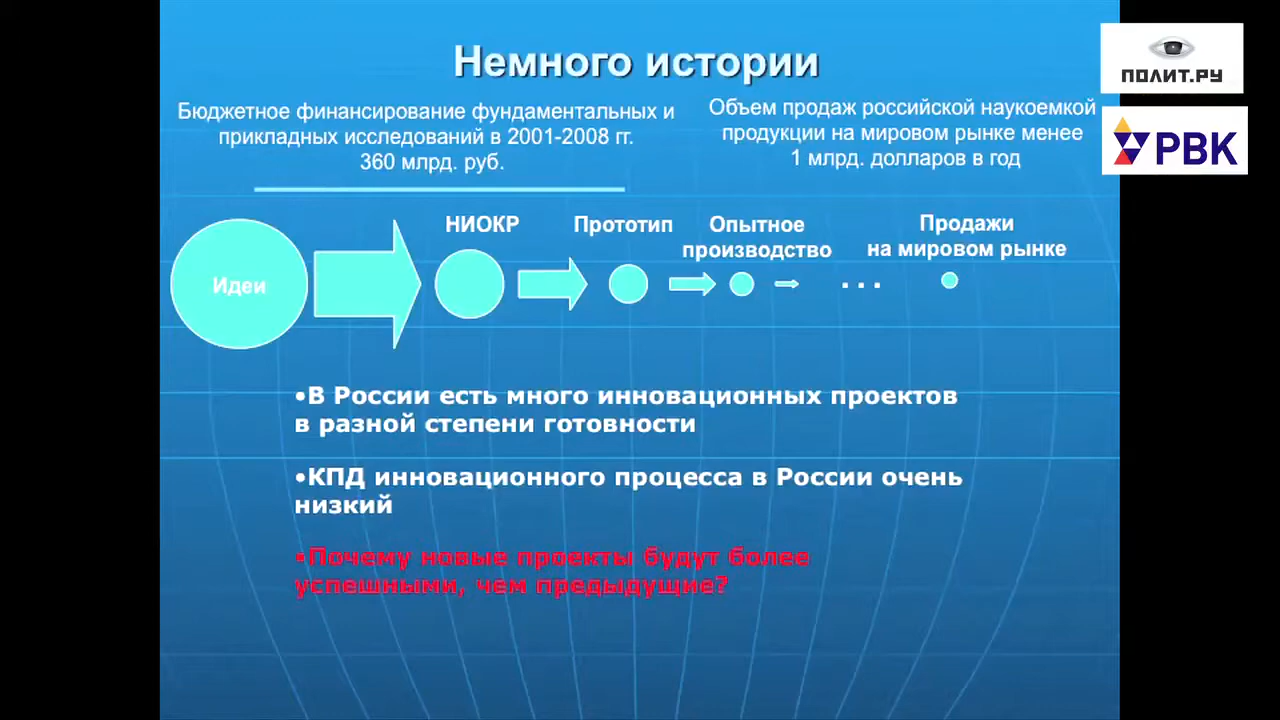 Немного истории
Бюджетное финансирование фундаментальных и
прикладных исследований в 2001-2008 гг.
360 млрд. руб.
Объем продаж российской наукоемкой
продукции на мировом рынке менее
1 млрд. долларов в год
ПОЛИТ.РУ
РВК
Идеи
НИОКР
Прототип
Опытное
производство
...
Продажи
на мировом рынке
•В России есть много инновационных проектов
в разной степени готовности
•КПД инновационного процесса в России очень
низкий
•Почему новые проекты будут более
успешными, чем предыдущие?